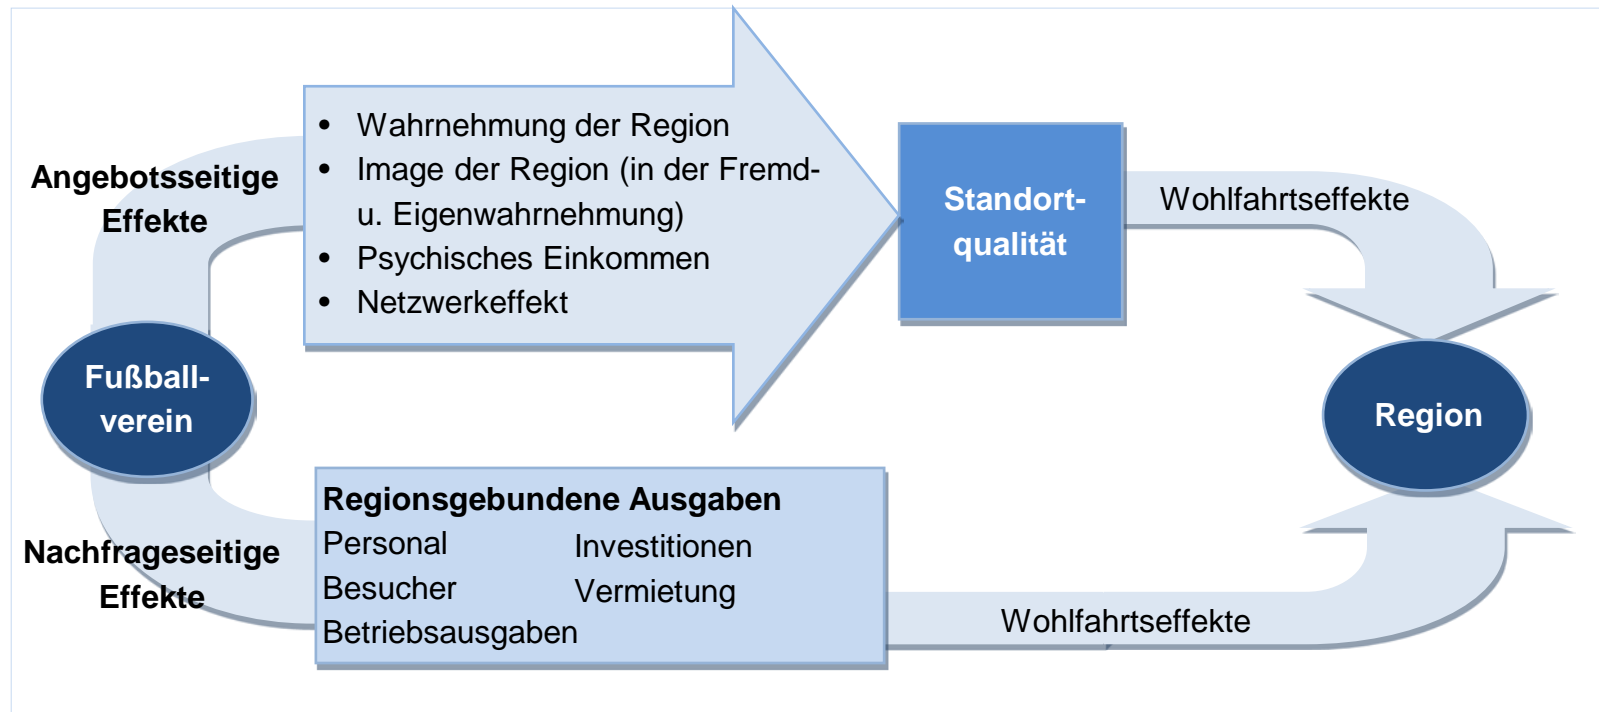 Angebotsseitige
Effekte
• Wahrnehmung der Region
• Image der Region (in der Fremd-
u. Eigenwahrnehmung)
• Psychisches Einkommen
• Netzwerkeffekt
Standort-
qualität
Wohlfahrtseffekte
Fußball-
verein
Region
Nachfrageseitige
Effekte
Regionsgebundene Ausgaben
Personal
Besucher
Betriebsausgaben
Investitionen
Vermietung
Wohlfahrtseffekte